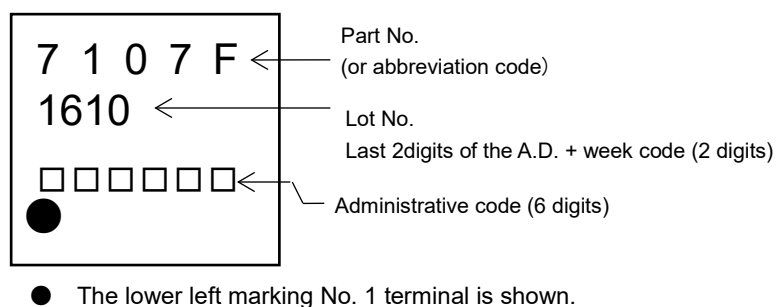 7 1 0 7 F
Part No.
(or abbreviation code)
1610
Lot No.
Last 2digits of the A.D. + week code (2 digits)
□□□□□□
Administrative code (6 digits)
● The lower left marking No. 1 terminal is shown.